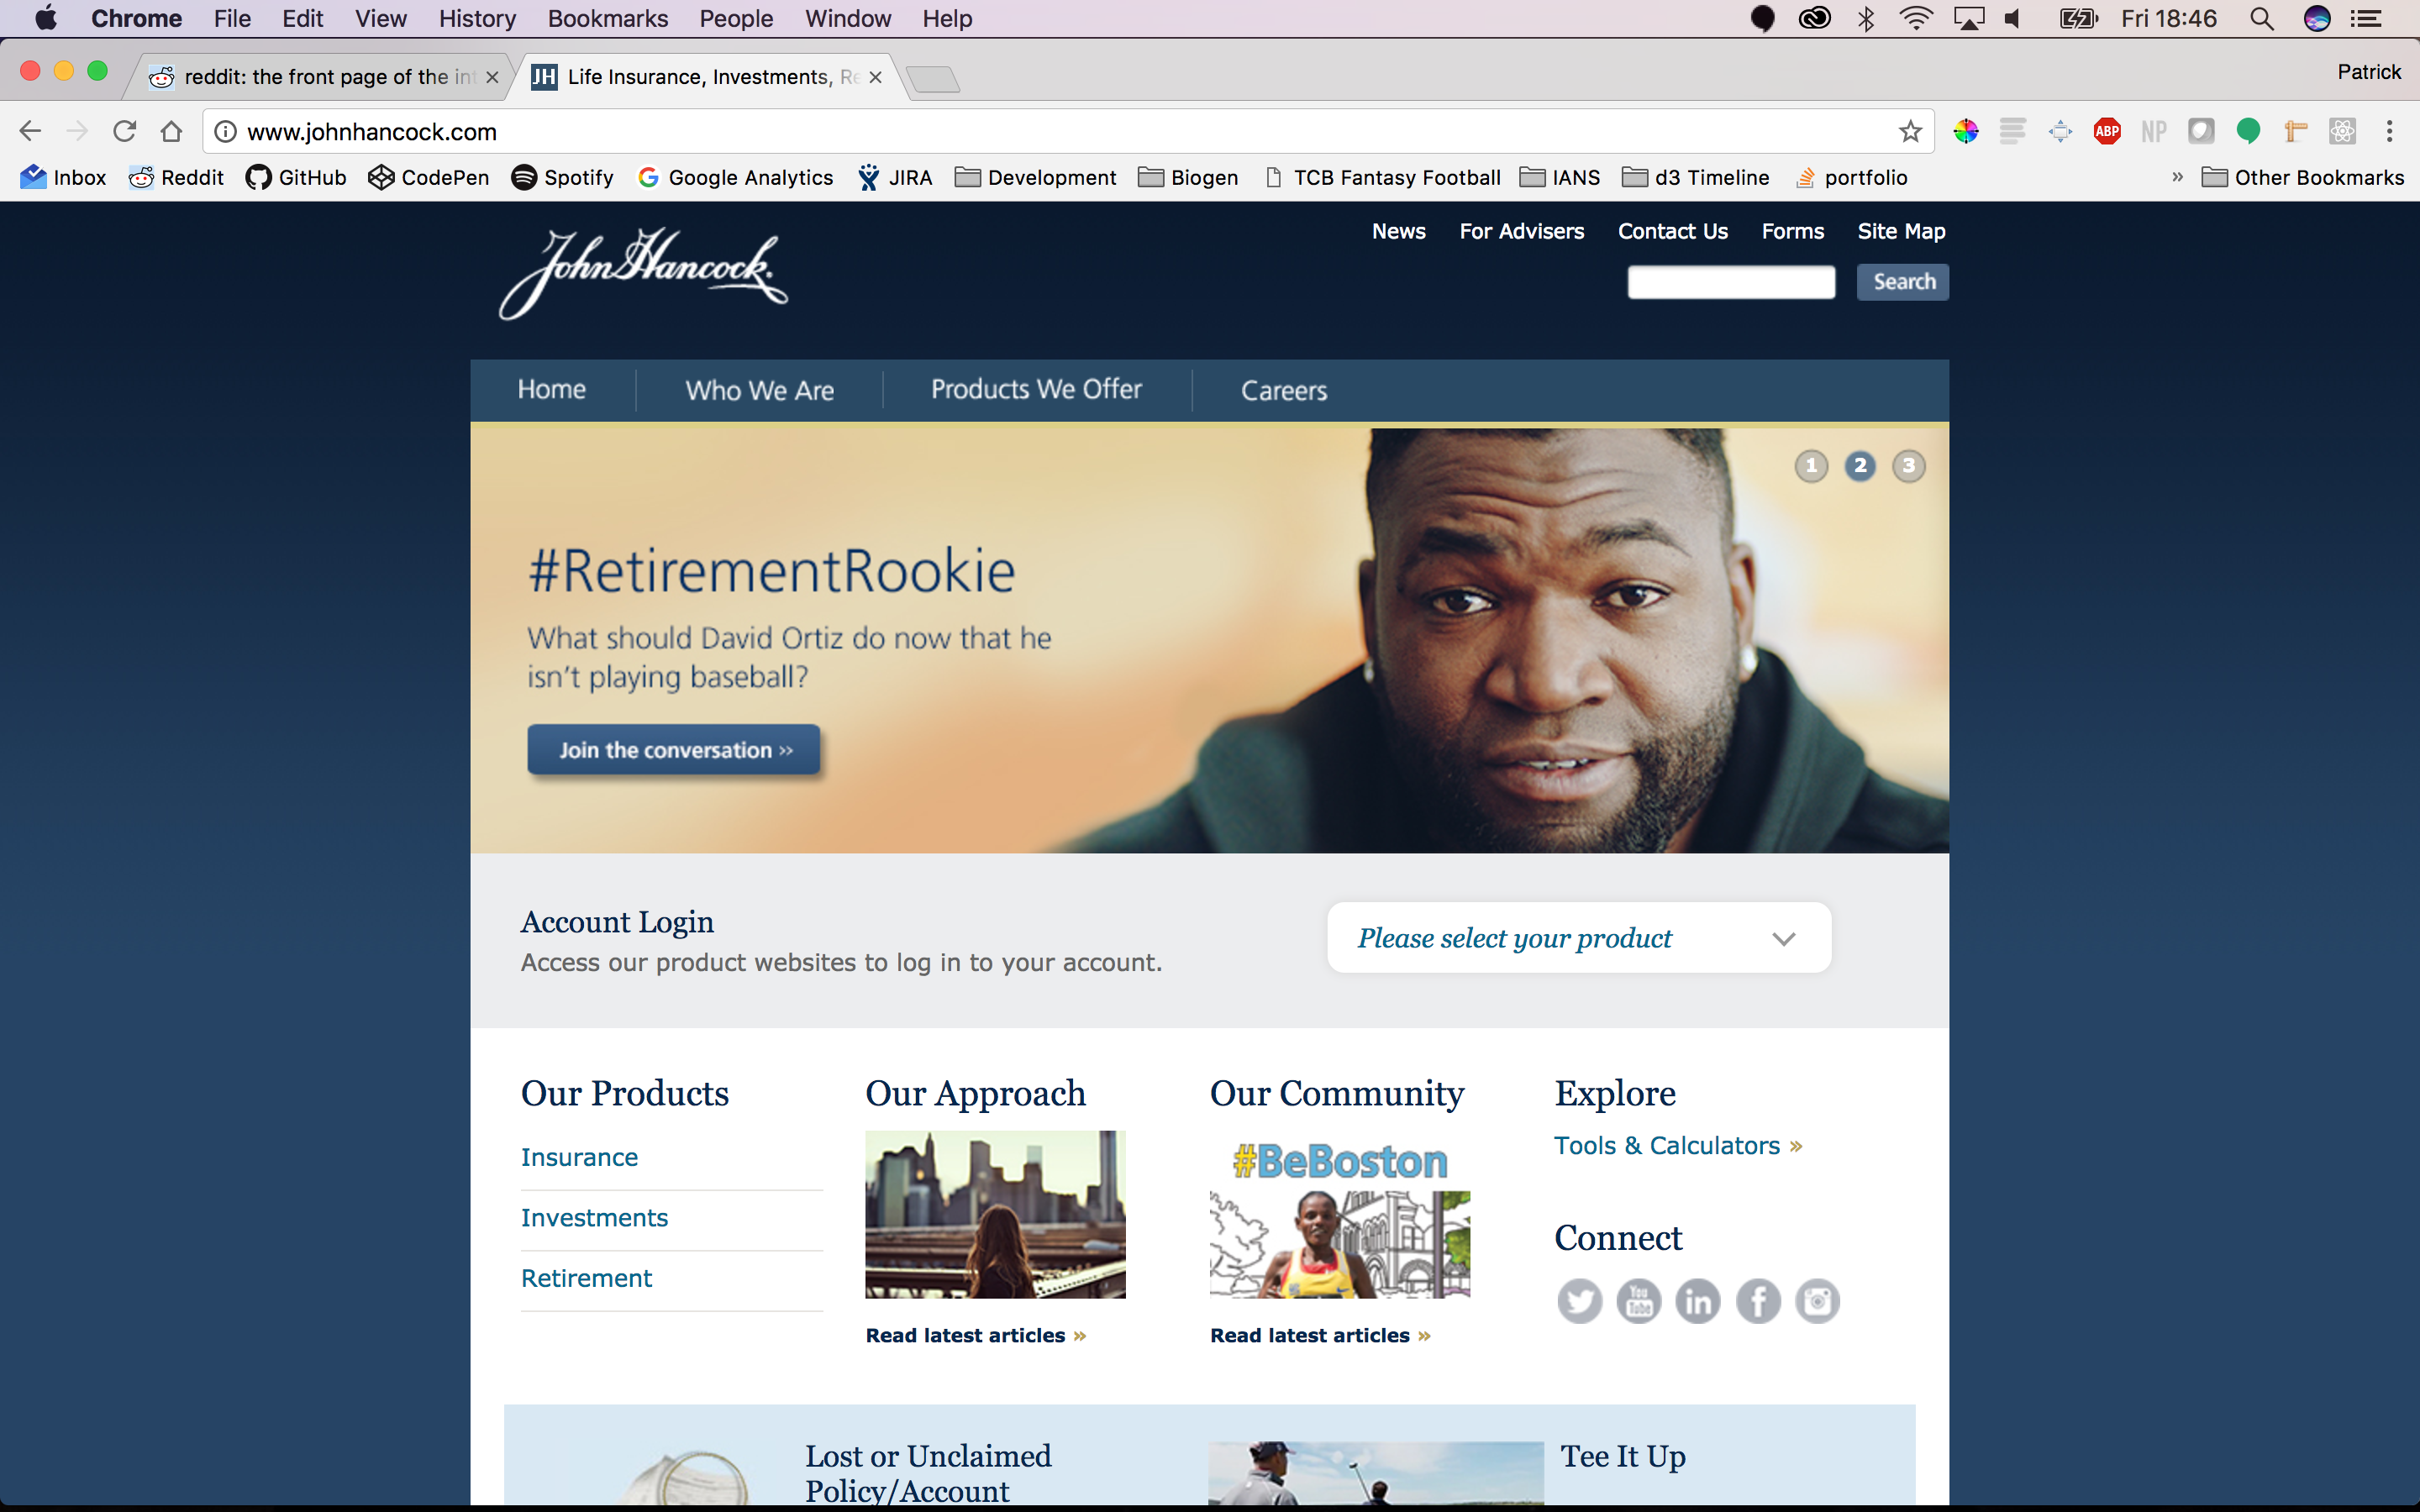 Chrome File Edit View History Bookmarks People Window Help Fri 18:46
reddit: the front page of the in
JH Life Insurance, Investments, Re
Patrick
www.johnhancock.com
ABP NP
Inbox Reddit GitHub CodePen Spotify Google Analytics JIRA Development Biogen TCB Fantasy Football IANS d3 Timeline portfolio » Other Bookmarks
John Hancock.
News For Advisers Contact Us Forms Site Map
Search
Home Who We Are Products We Offer Careers
1 2 3
#RetirementRookie
What should David Ortiz do now that he
isn't playing baseball?
Join the conversation »
Account Login
Access our product websites to log in to your account.
Please select your product
Our Products
Insurance
Investments
Retirement
Our Approach
Read latest articles »
Our Community
#BeBoston
Read latest articles »
Explore
Tools & Calculators »
Connect
You
Tube
in
f
Lost or Unclaimed
Policy/Account
Tee It Up